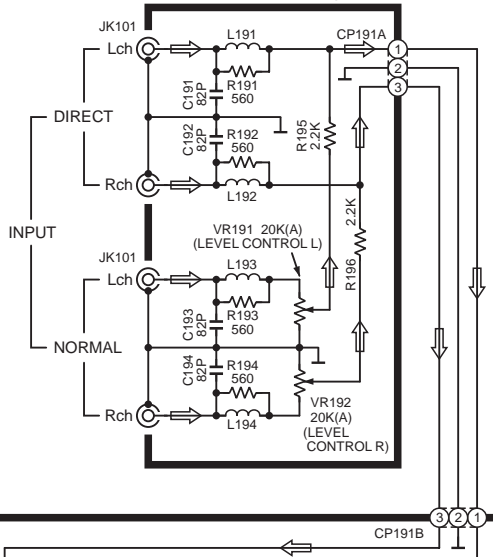 JK101
L191
CP191A
Lch
1
2
3
C191
82P
R191
560
DIRECT
C192
82P
R192
560
R195
2.2K
Rch
L192
INPUT
VR191 20K(A)
(LEVEL CONTROL L)
2.2K
R196
JK101
L193
Lch
C193
82P
R193
560
NORMAL
C194
82P
R194
560
VR192
20K(A)
(LEVEL
CONTROL R)
Rch
L194
3 2 1
CP191B